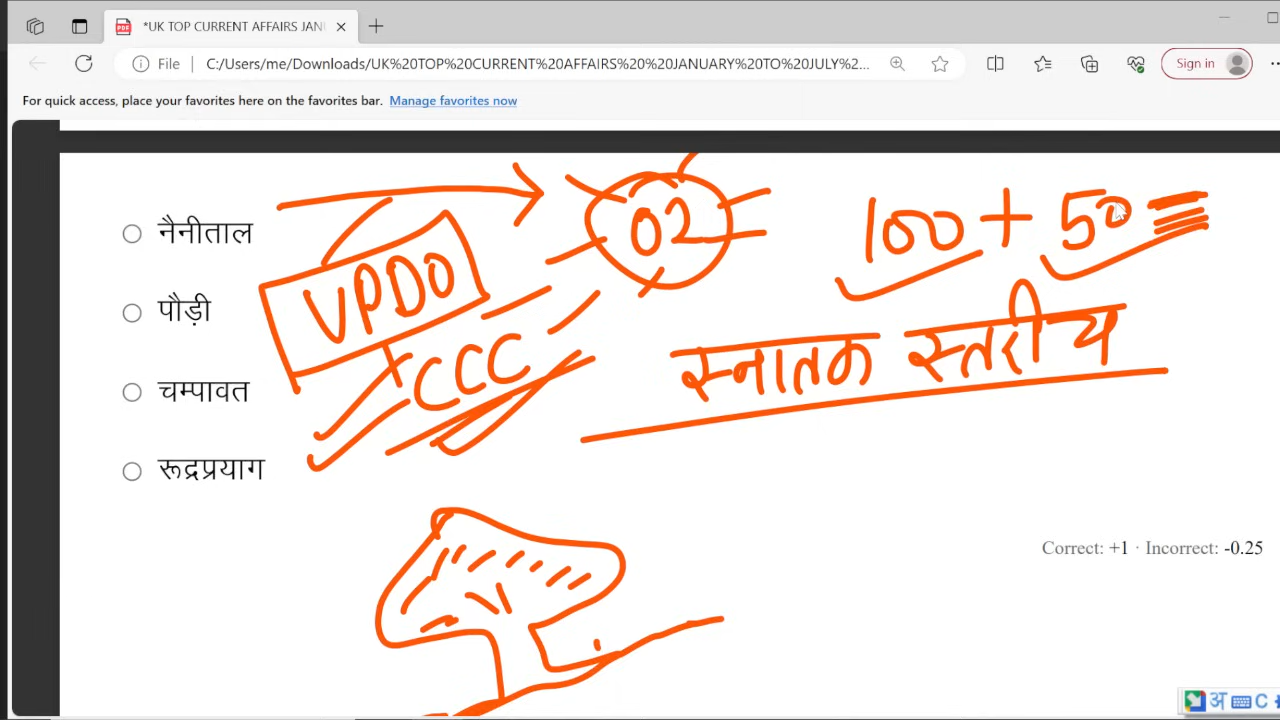 *UK TOP CURRENT AFFAIRS JAN
File
C:/Users/me/Downloads/UK%20TOP%20CURRENT%20AFFAIRS%20%20JANUARY%20TO%20JULY%2...
Sign in
For quick access, place your favorites here on the favorites bar. Manage favorites now
नैनीताल
02
100 + 50
VPDO
पौड़ी
स्नातक स्तरीय
+ CCC
चम्पावत
रूद्रप्रयाग
Correct: +1 · Incorrect: -0.25
अ